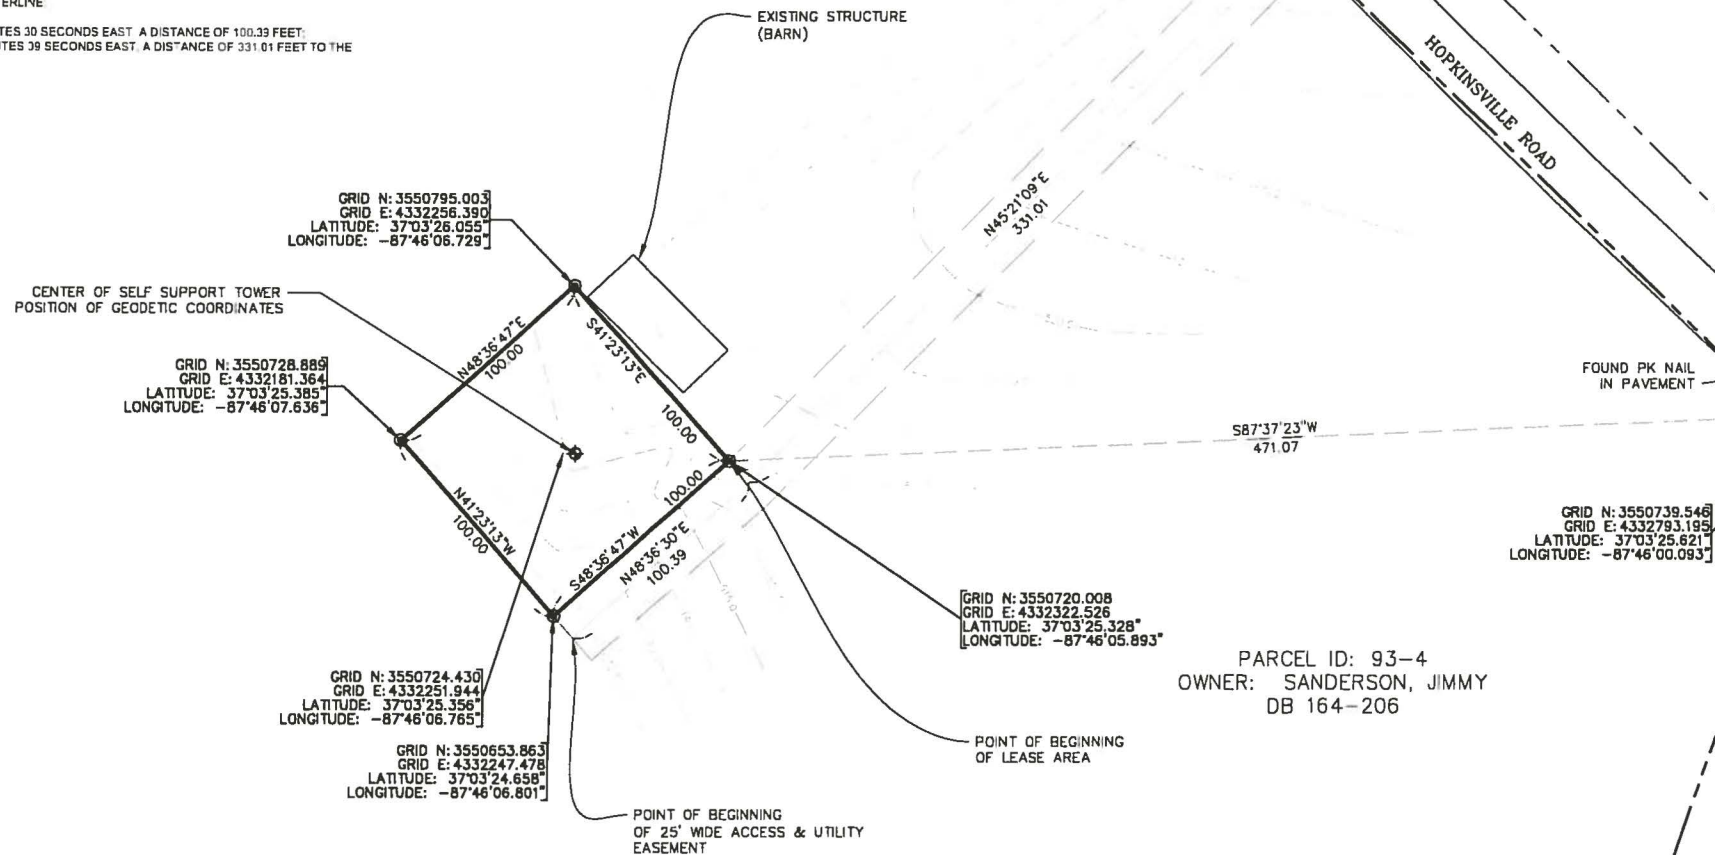 ERLINE
TES 30 SECONDS EAST A DISTANCE OF 100.39 FEET;
TES 39 SECONDS EAST, A DISTANCE OF 331.01 FEET TO THE
EXISTING STRUCTURE
(BARN)
HOPKINSVILLE ROAD
GRID N: 3550795.003
GRID E: 4332256.390
LATITUDE: 37°03'26.055"
LONGITUDE: -87°46'06.729"
N45°21'09"E
331.01
CENTER OF SELF SUPPORT TOWER
POSITION OF GEODETIC COORDINATES
N48°36'47"E
100.00
S41°23'13"E
100.00
GRID N: 3550728.889
GRID E: 4332181.364
LATITUDE: 37°03'25.385"
LONGITUDE: -87°46'07.636"
FOUND PK NAIL
IN PAVEMENT
S87°37'23"W
471.07
N41°23'13"W
100.00
S48°36'47"W
100.00
N48°36'30"E
100.39
GRID N: 3550739.546
GRID E: 4332793.195
LATITUDE: 37°03'25.621"
LONGITUDE: -87°46'00.093"
GRID N: 3550720.008
GRID E: 4332322.526
LATITUDE: 37°03'25.328"
LONGITUDE: -87°46'05.893"
PARCEL ID: 93-4
OWNER: SANDERSON, JIMMY
DB 164-206
GRID N: 3550724.430
GRID E: 4332251.944
LATITUDE: 37°03'25.356"
LONGITUDE: -87°46'06.765"
GRID N: 3550653.863
GRID E: 4332247.478
LATITUDE: 37°03'24.658"
LONGITUDE: -87°46'06.801"
POINT OF BEGINNING
OF LEASE AREA
POINT OF BEGINNING
OF 25' WIDE ACCESS & UTILITY
EASEMENT